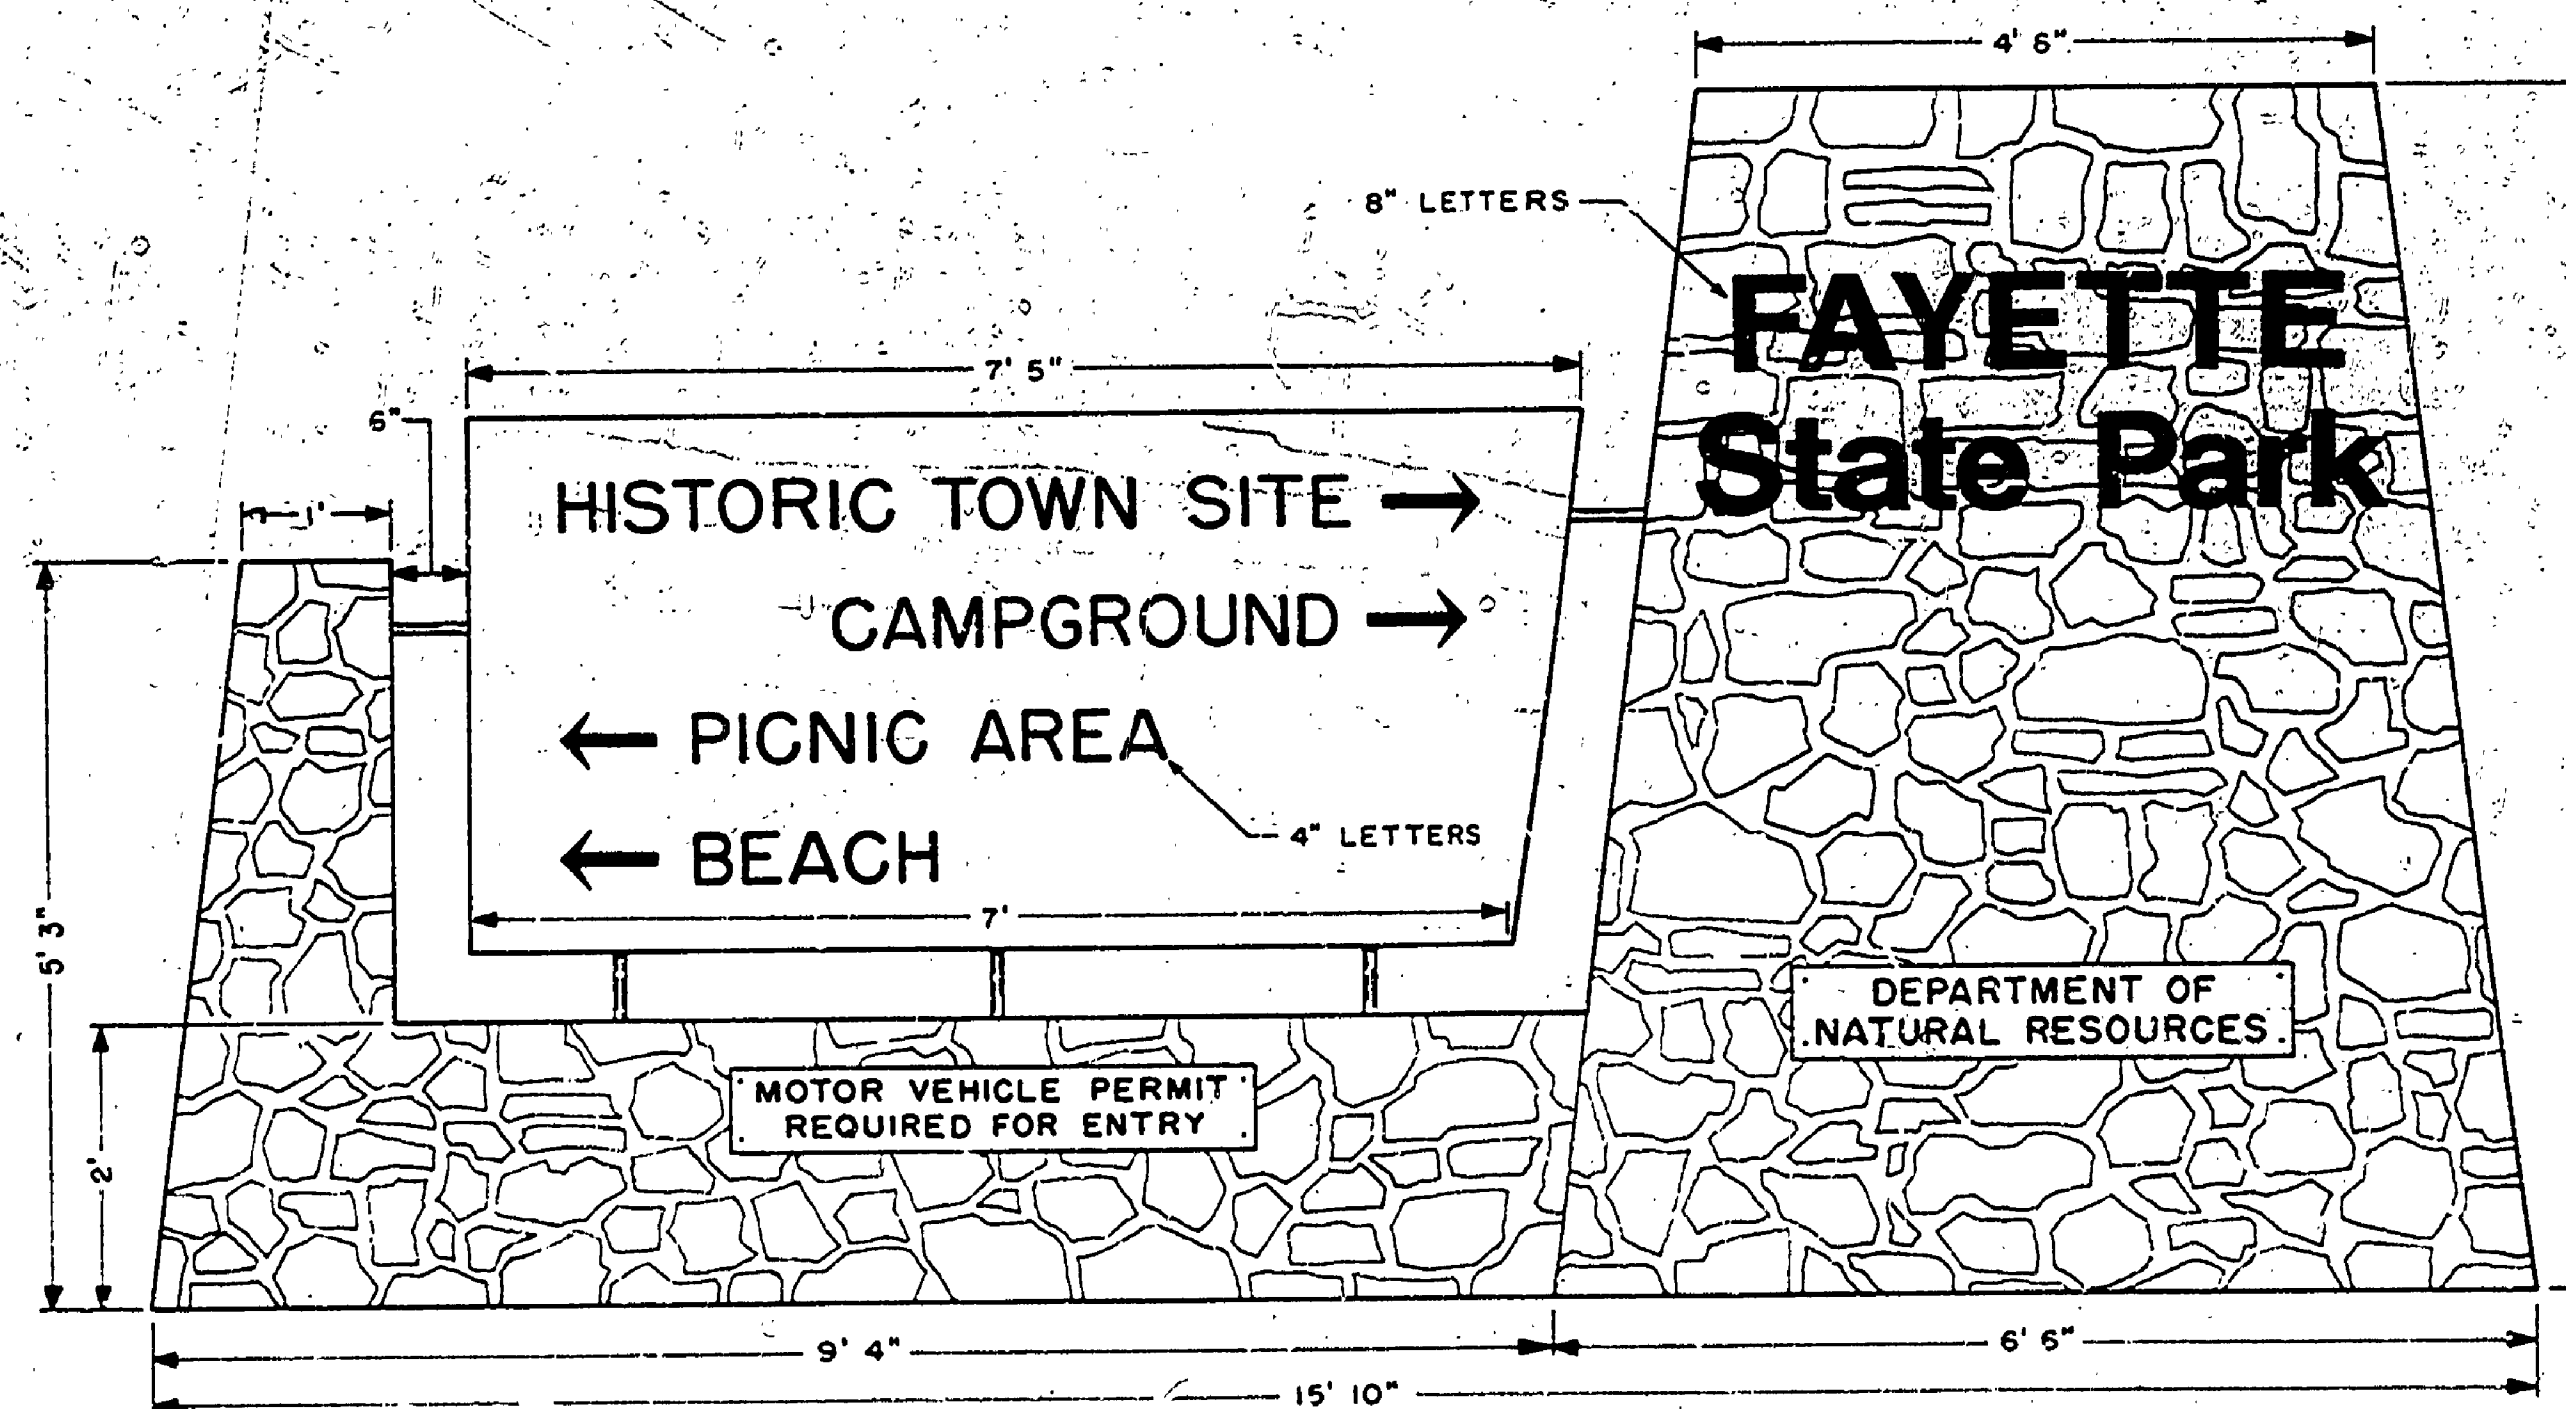 4' 6"
8" LETTERS
FAYETTE
State Park
7' 5"
6"
1'
HISTORIC TOWN SITE →
CAMPGROUND →
← PICNIC AREA
← BEACH
4" LETTERS
7'
5' 3"
2'
DEPARTMENT OF
NATURAL RESOURCES
MOTOR VEHICLE PERMIT
REQUIRED FOR ENTRY
9' 4"
6' 6"
15' 10"